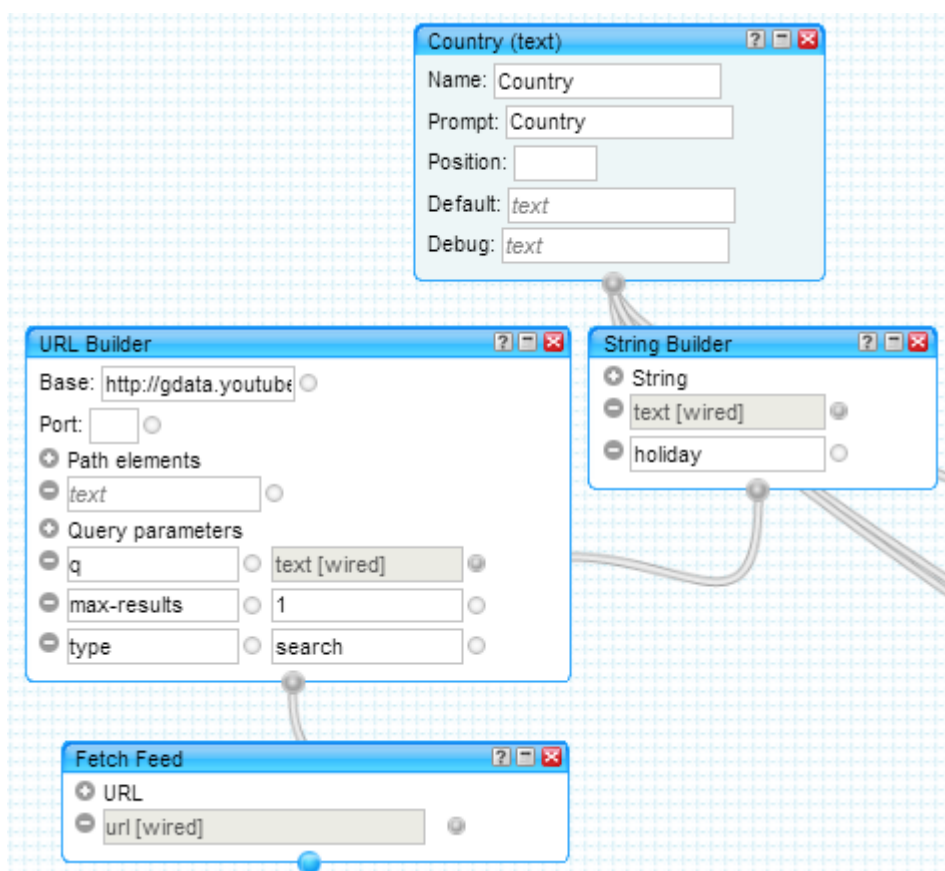 Country (text)
Name: Country
Prompt: Country
Position:
Default: text
Debug: text
URL Builder
Base: http://gdata.youtube
Port:
Path elements
text
Query parameters
q text [wired]
max-results 1
type search
String Builder
String
text [wired]
holiday
Fetch Feed
URL
url [wired]